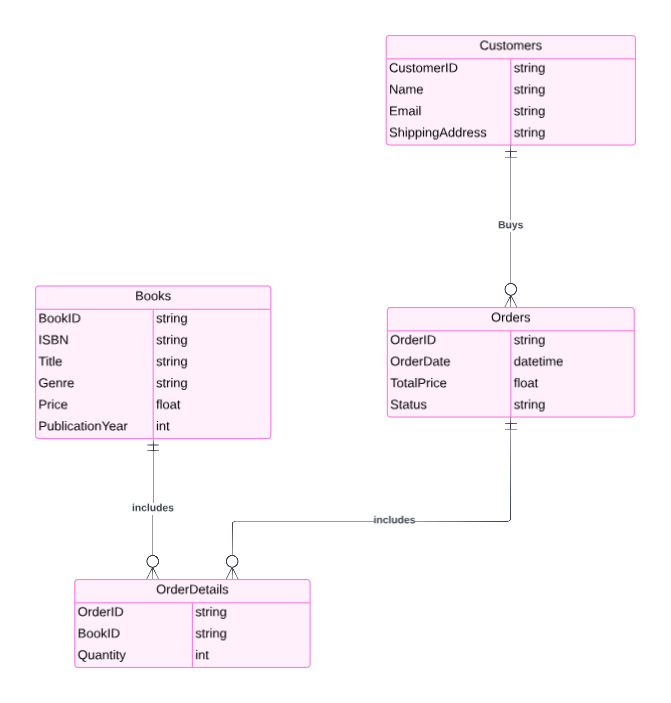 Customers
CustomerID string
Name string
Email string
ShippingAddress string
Buys
Books
BookID string
ISBN string
Title string
Genre string
Price float
PublicationYear int
Orders
OrderID string
OrderDate datetime
TotalPrice float
Status string
includes
includes
OrderDetails
OrderID string
BookID string
Quantity int